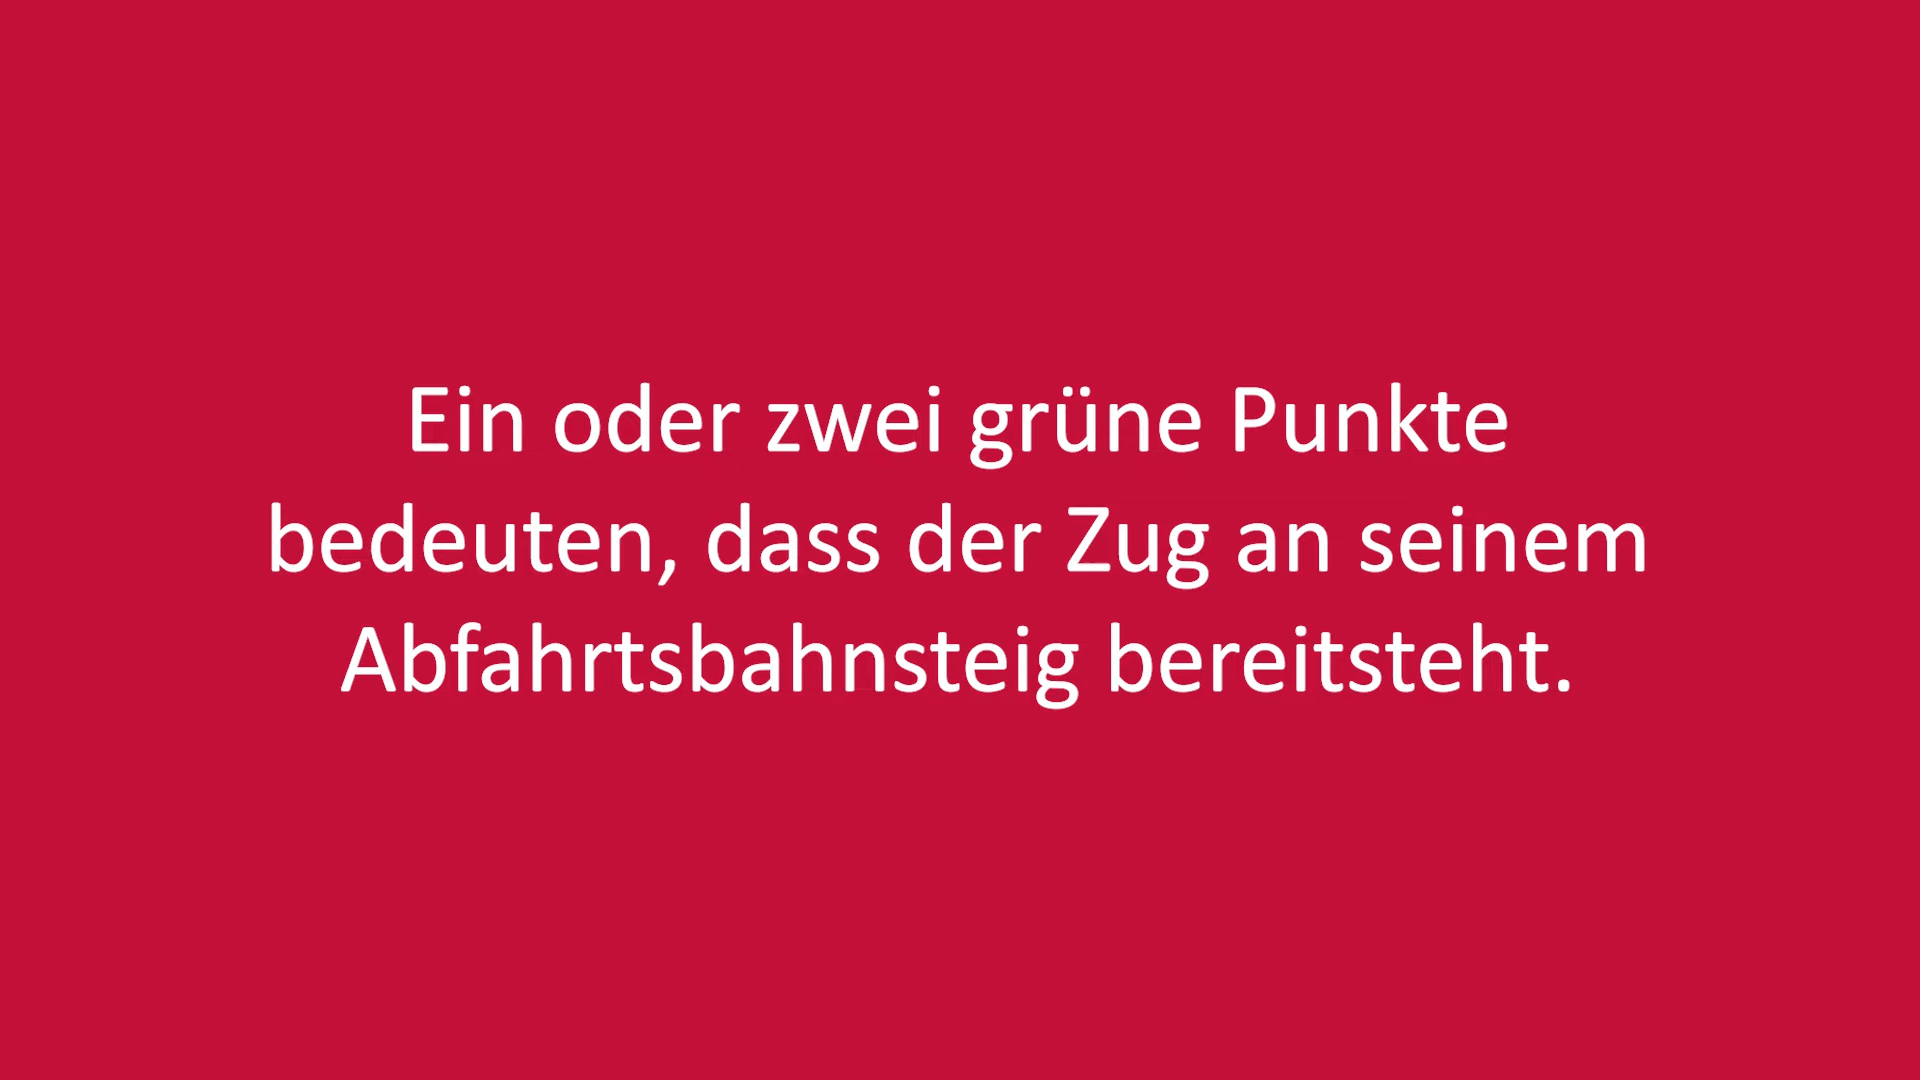 Ein oder zwei grüne Punkte
bedeuten, dass der Zug an seinem
Abfahrtsbahnsteig bereitsteht.